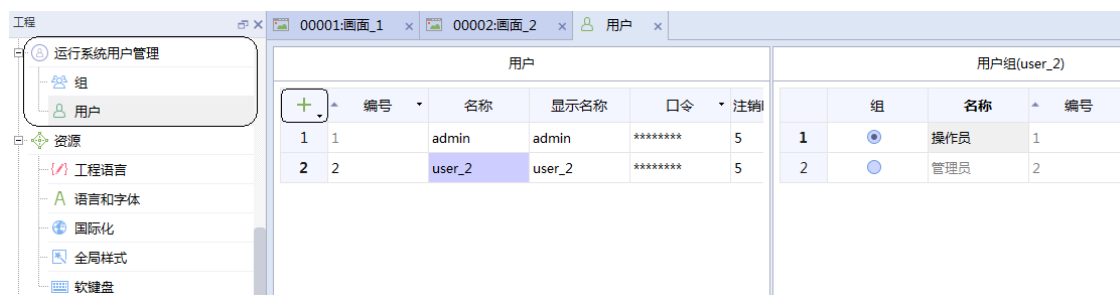 工程
运行系统用户管理
组
用户
资源
工程语言
语言和字体
国际化
全局样式
软键盘
00001:画面_1 × 00002:画面_2 × 用户 ×
用户
编号 名称 显示名称 口令 注销
1 1 admin admin ******** 5
2 2 user_2 user_2 ******** 5
用户组(user_2)
组 名称 编号
1 操作员 1
2 管理员 2